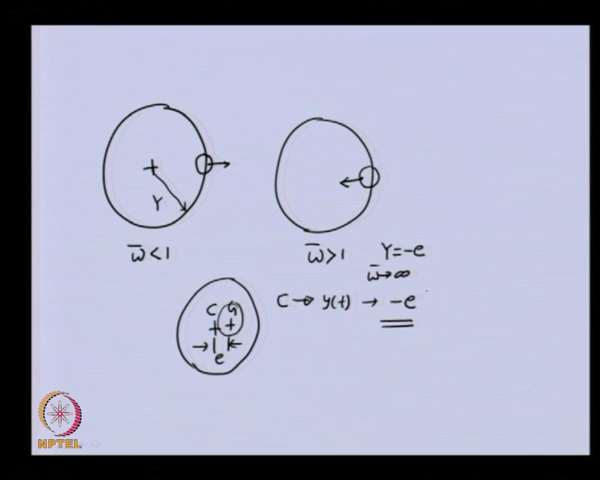 Y
ω̄ < 1
ω̄ > 1 Y = -e
ω̄ → ∞
C G
C → y(t) → -e
e
NPTEL